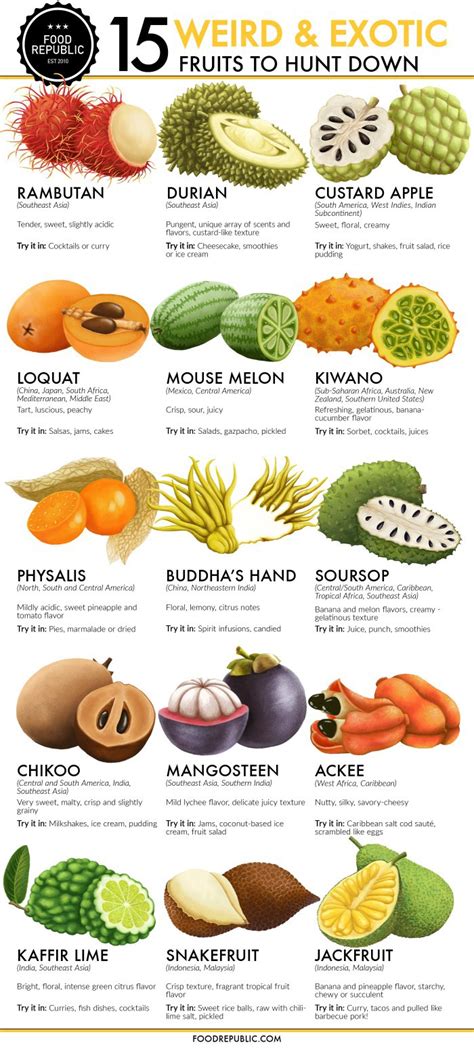 FOOD
REPUBLIC
EST 2010
15 WEIRD & EXOTIC
FRUITS TO HUNT DOWN
RAMBUTAN
(Southeast Asia)
Tender, sweet, slightly acidic
Try it in: Cocktails or curry
DURIAN
(Southeast Asia)
Pungent, unique array of scents and
flavors, custard-like texture
Try it in: Cheesecake, smoothies
or ice cream
CUSTARD APPLE
(South America, West Indies, Indian
Subcontinent)
Sweet, floral, creamy
Try it in: Yogurt, shakes, fruit salad, rice
pudding
LOQUAT
(China, Japan, South Africa,
Mediterranean, Middle East)
Tart, luscious, peachy
Try it in: Salsas, jams, cakes
MOUSE MELON
(Mexico, Central America)
Crisp, sour, juicy
Try it in: Salads, gazpacho, pickled
KIWANO
(Sub-Saharan Africa, Australia, New
Zealand, Southern United States)
Refreshing, gelatinous, banana-
cucumber flavor
Try it in: Sorbet, cocktails, juices
PHYSALIS
(North, South and Central America)
Mildly acidic, sweet pineapple and
tomato flavor
Try it in: Pies, marmalade or dried
BUDDHA'S HAND
(China, Northeastern India)
Floral, lemony, citrus notes
Try it in: Spirit infusions, candied
SOURSOP
(Central/South America, Caribbean,
Tropical Africa, Southeast Asia)
Banana and melon flavors, creamy -
gelatinous texture
Try it in: Juice, punch, smoothies
CHIKOO
(Central and South America, India,
Southeast Asia)
Very sweet, malty, crisp and slightly
grainy
Try it in: Milkshakes, ice cream, pudding
MANGOSTEEN
(Southeast Asia, Southern India)
Mild lychee flavor, delicate juicy texture
Try it in: Jams, coconut-based ice
cream, fruit salad
ACKEE
(West Africa, Caribbean)
Nutty, silky, savory-cheesy
Try it in: Caribbean salt cod sauté,
scrambled like eggs
KAFFIR LIME
(India, Southeast Asia)
Bright, floral, intense green citrus flavor
Try it in: Curries, fish dishes, cocktails
SNAKEFRUIT
(Indonesia, Malaysia)
Crisp texture, fragrant tropical fruit
flavor
Try it in: Sweet rice balls, raw with chili-
lime salt, pickled
JACKFRUIT
(Indonesia, Malaysia)
Banana and pineapple flavor, starchy,
chewy or succulent
Try it in: Curry, tacos and pulled like
barbecue pork!
FOODREPUBLIC.COM